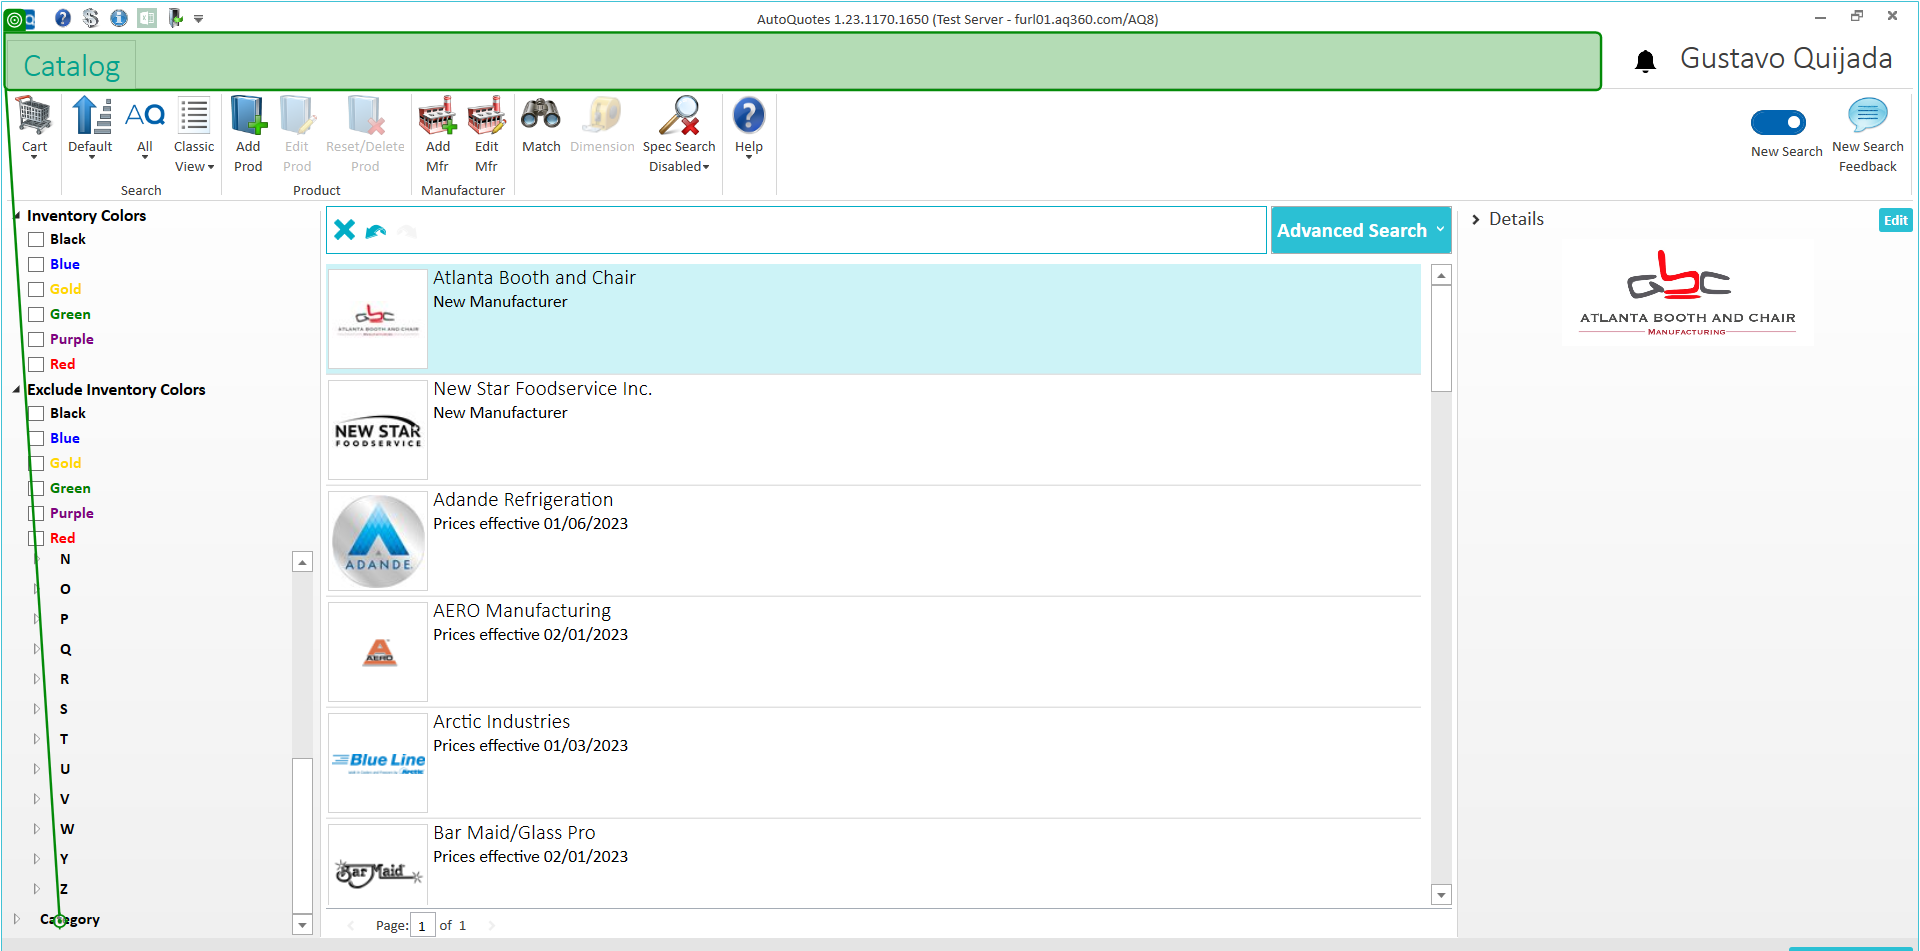 AutoQuotes 1.23.1170.1650 (Test Server - furl01.aq360.com/AQ8)
Catalog
Gustavo Quijada
Cart
Default
AQ
All
Classic View
Search
Add Prod
Edit Prod
Reset/Delete Prod
Product
Add Mfr
Edit Mfr
Manufacturer
Match
Dimension
Spec Search Disabled
Help
New Search
New Search Feedback
Inventory Colors
Black
Blue
Gold
Green
Purple
Red
Exclude Inventory Colors
Black
Blue
Gold
Green
Purple
Red
N
O
P
Q
R
S
T
U
V
W
Y
Z
Category
Advanced Search
Atlanta Booth and Chair
New Manufacturer
ATLANTA BOOTH AND CHAIR
New Star Foodservice Inc.
New Manufacturer
NEW STAR
FOODSERVICE
Adande Refrigeration
Prices effective 01/06/2023
ADANDE
AERO Manufacturing
Prices effective 02/01/2023
AERO
Arctic Industries
Prices effective 01/03/2023
Blue Line
Bar Maid/Glass Pro
Prices effective 02/01/2023
Bar Maid
Page: 1 of 1
Details
Edit
abc
ATLANTA BOOTH AND CHAIR
MANUFACTURING